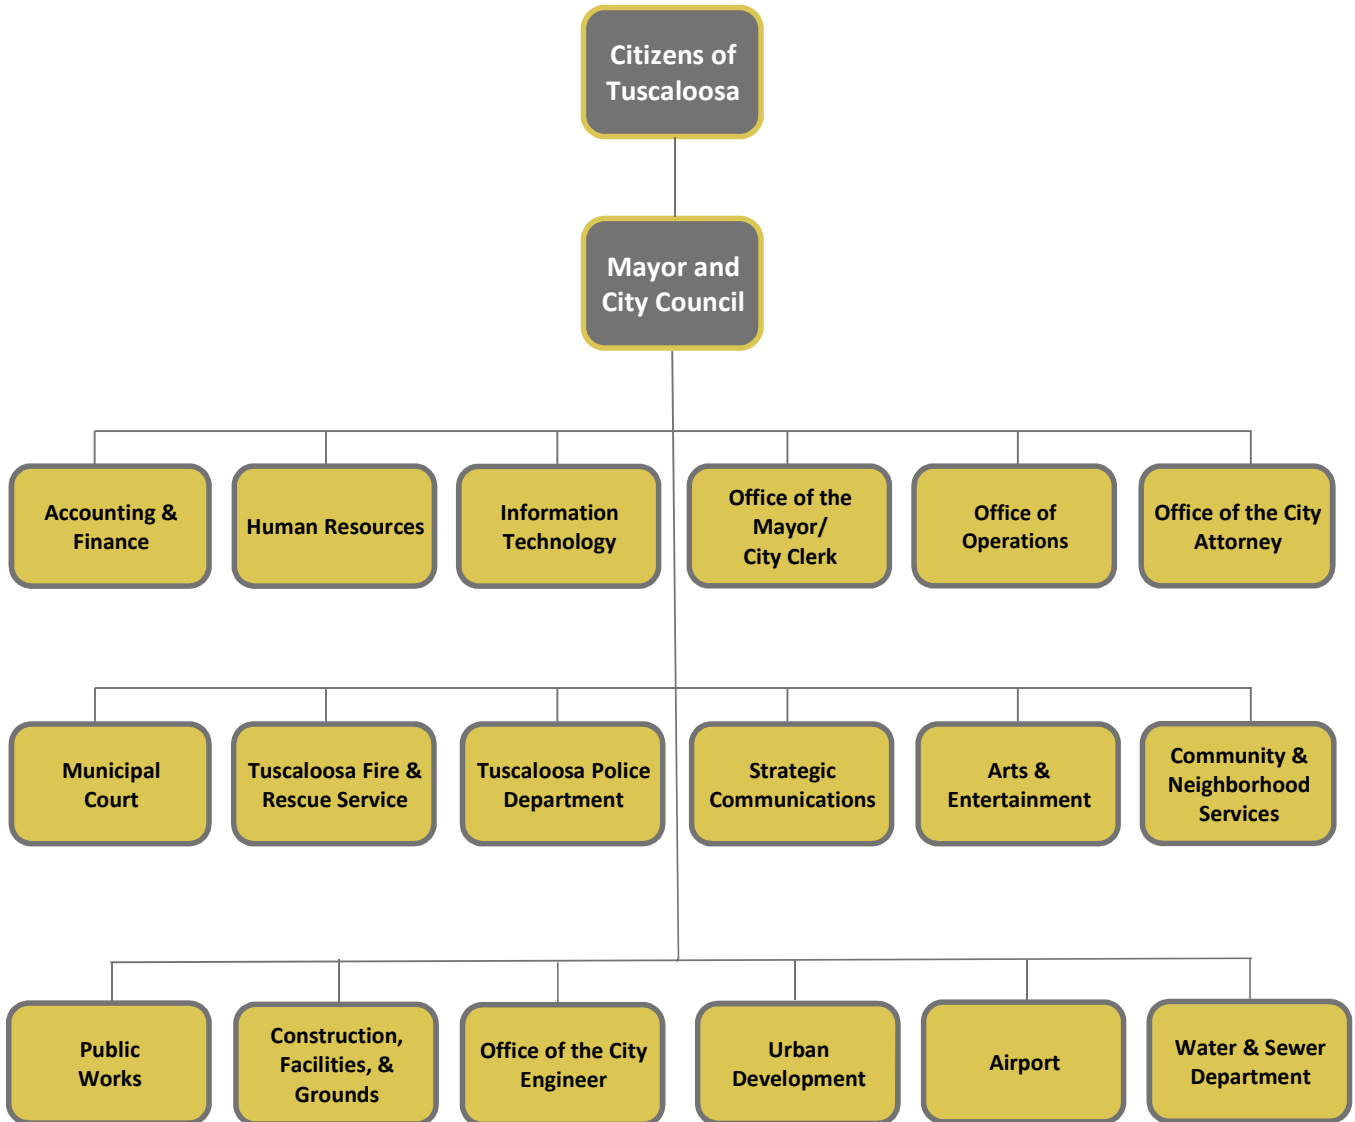 Citizens of
Tuscaloosa
Mayor and
City Council
Accounting &
Finance
Human Resources
Information
Technology
Office of the
Mayor/
City Clerk
Office of
Operations
Office of the City
Attorney
Municipal
Court
Tuscaloosa Fire &
Rescue Service
Tuscaloosa Police
Department
Strategic
Communications
Arts &
Entertainment
Community &
Neighborhood
Services
Public
Works
Construction,
Facilities, &
Grounds
Office of the City
Engineer
Urban
Development
Airport
Water & Sewer
Department